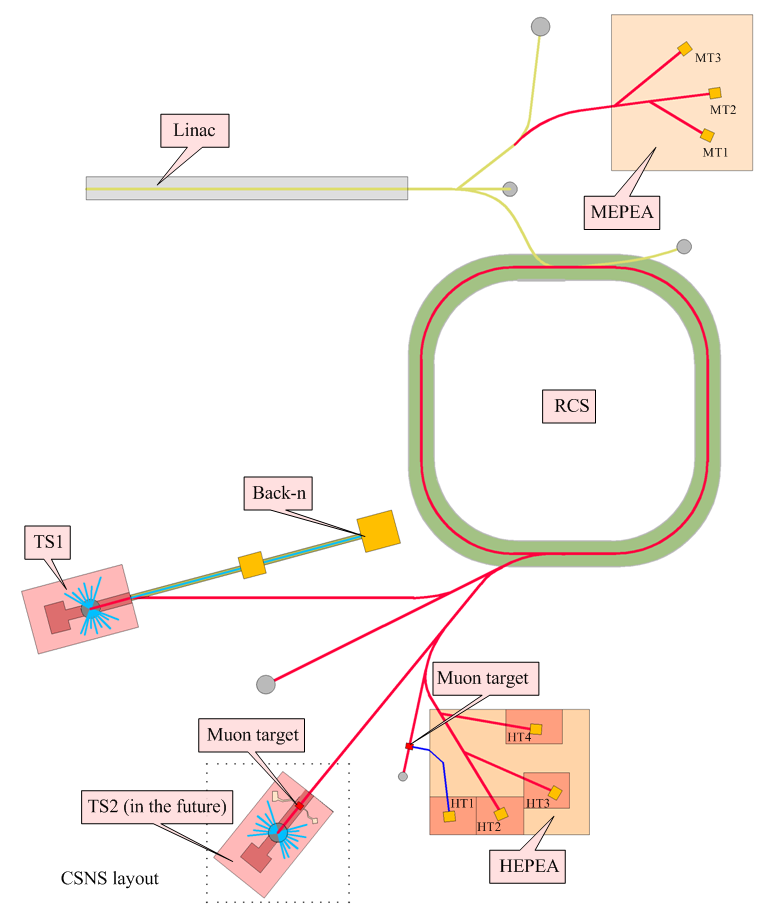 MT3
Linac
MT2
MT1
MEPEA
RCS
Back-n
TS1
Muon target
Muon target
HT4
TS2 (in the future)
HT1
HT3
HT2
HEPEA
CSNS layout